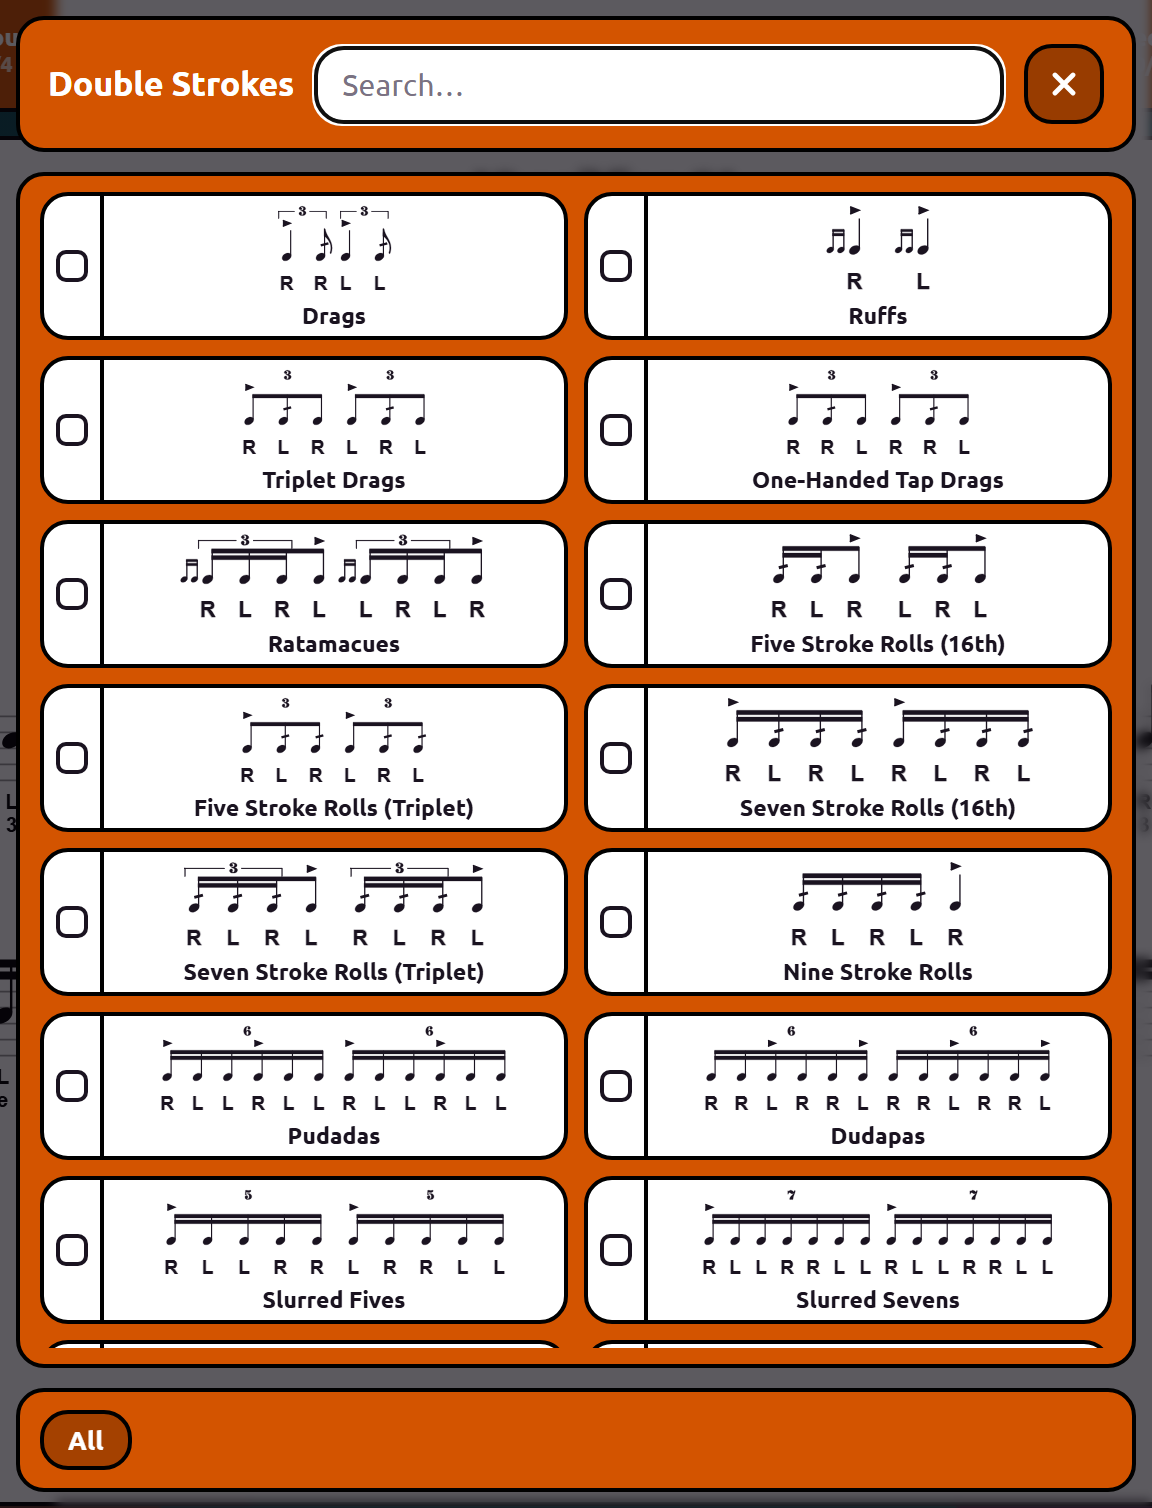 Double Strokes
Search...
3 3
R R L L
Drags
R L
Ruffs
3 3
R L R L R L
Triplet Drags
3 3
R R L R R L
One-Handed Tap Drags
3 3
R L R L L R L R
Ratamacues
R L R L R L
Five Stroke Rolls (16th)
3 3
R L R L R L
Five Stroke Rolls (Triplet)
R L R L R L R L
Seven Stroke Rolls (16th)
3 3
R L R L R L R L
Seven Stroke Rolls (Triplet)
R L R L R
Nine Stroke Rolls
6 6
R L L R L L R L L R L L
Pudadas
6 6
R R L R R L R R L R R L
Dudapas
5 5
R L L R R L R R L L
Slurred Fives
7 7
R L L R R L L R L L R R L L
Slurred Sevens
All